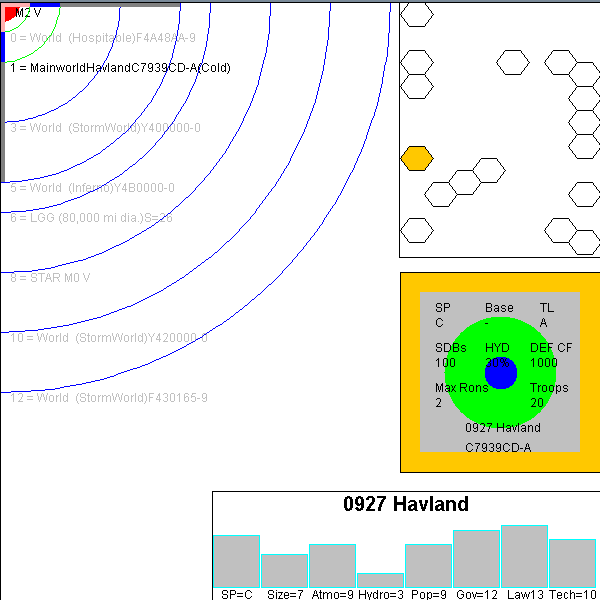 M2 V
0 = World  (Hospitable)F4A48AA-9
1 = MainworldHavlandC7939CD-A(Cold)
3 = World  (StormWorld)Y400000-0
5 = World  (Inferno)Y4B0000-0
6 = LGG (80,000 mi dia.)S=26
8 = STAR M0 V
10 = World  (StormWorld)Y420000-0
12 = World  (StormWorld)F430165-9
SP Base TL
C - A
SDBs HYD DEF CF
100 30% 1000
Max Rons Troops
2 20
0927 Havland
C7939CD-A
0927 Havland
SP=C Size=7 Atmo=9 Hydro=3 Pop=9 Gov=12 Law13 Tech=10